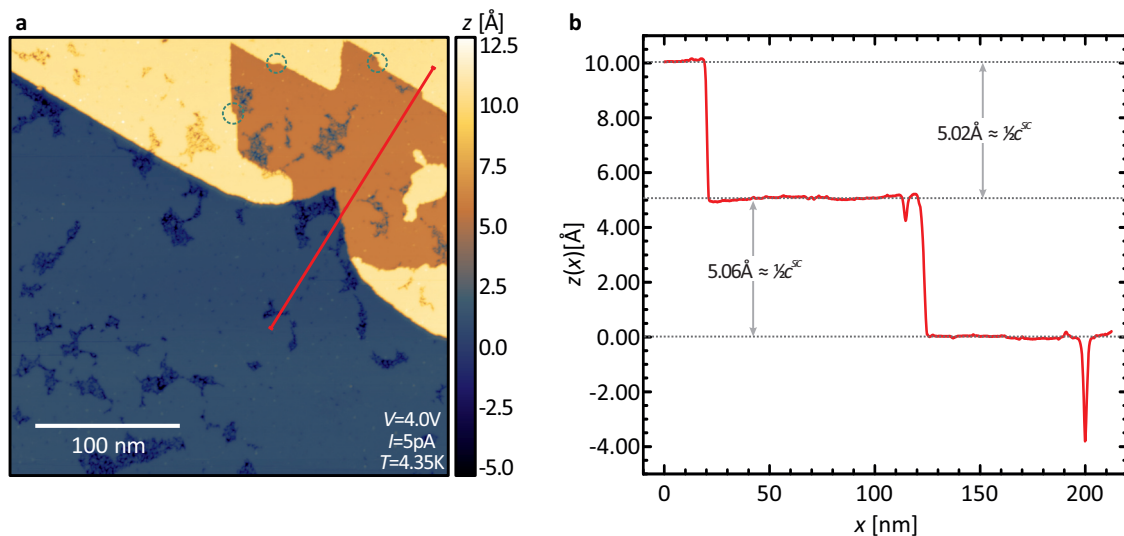 a
z [Å]
12.5
10.0
7.5
5.0
2.5
0.0
-2.5
-5.0
100 nm
V=4.0V
I=5pA
T=4.35K
b
10.00
8.00
6.00
4.00
2.00
0.00
-2.00
-4.00
z(x)[Å]
5.02Å ≈ ½c^SiC
5.06Å ≈ ½c^SiC
0
50
100
150
200
x [nm]